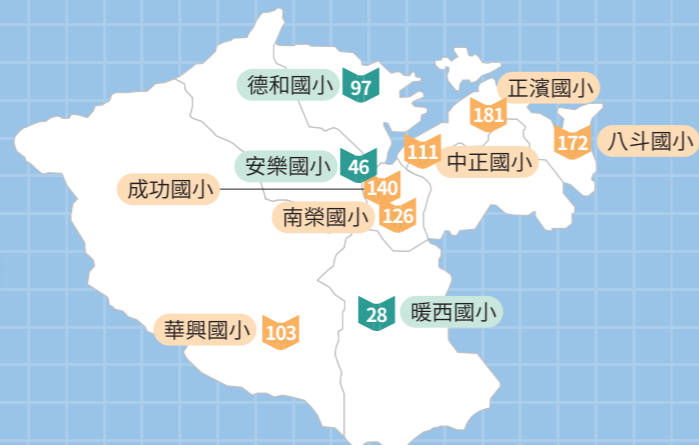 德和國小
97
正濱國小
181
172
八斗國小
111
中正國小
安樂國小
46
成功國小
140
南榮國小
126
華興國小
103
28
暖西國小